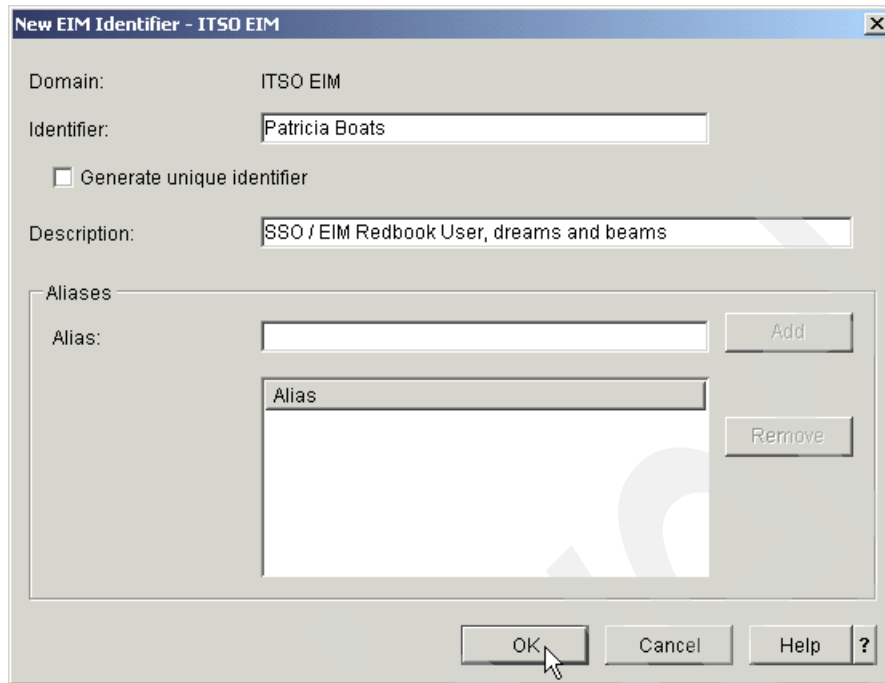 New EIM Identifier - ITSO EIM
Domain: ITSO EIM
Identifier: Patricia Boats
Generate unique identifier
Description: SSO / EIM Redbook User, dreams and beams
Aliases
Alias: Add
Alias
Remove
OK Cancel Help ?